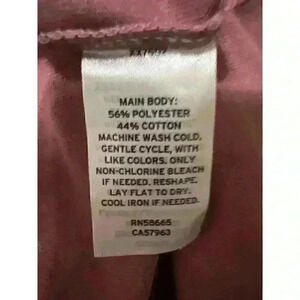 MAIN BODY:
56% POLYESTER
44% COTTON
MACHINE WASH COLD,
GENTLE CYCLE, WITH
LIKE COLORS. ONLY
NON-CHLORINE BLEACH
IF NEEDED. RESHAPE,
LAY FLAT TO DRY.
COOL IRON IF NEEDED.
RN58665
CA57963